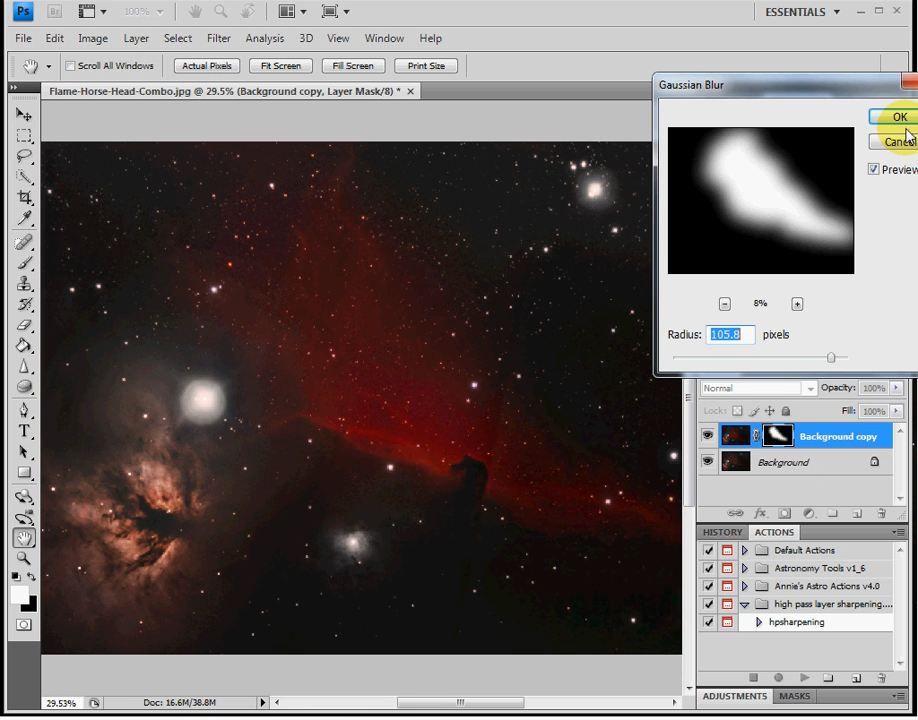 Ps Br 100% ESSENTIALS
File Edit Image Layer Select Filter Analysis 3D View Window Help
Scroll All Windows Actual Pixels Fit Screen Fill Screen Print Size
Flame-Horse-Head-Combo.jpg @ 29.5% (Background copy, Layer Mask/8) *
Gaussian Blur
OK
Cancel
Preview
8%
Radius: 105.8 pixels
Normal Opacity: 100%
Lock: Fill: 100%
Background copy
Background
fx
HISTORY ACTIONS
Default Actions
Astronomy Tools v1_6
Annie's Astro Actions v4.0
high pass layer sharpening....
hpsharpening
T
29.53% Doc: 16.6M/38.8M
ADJUSTMENTS MASKS